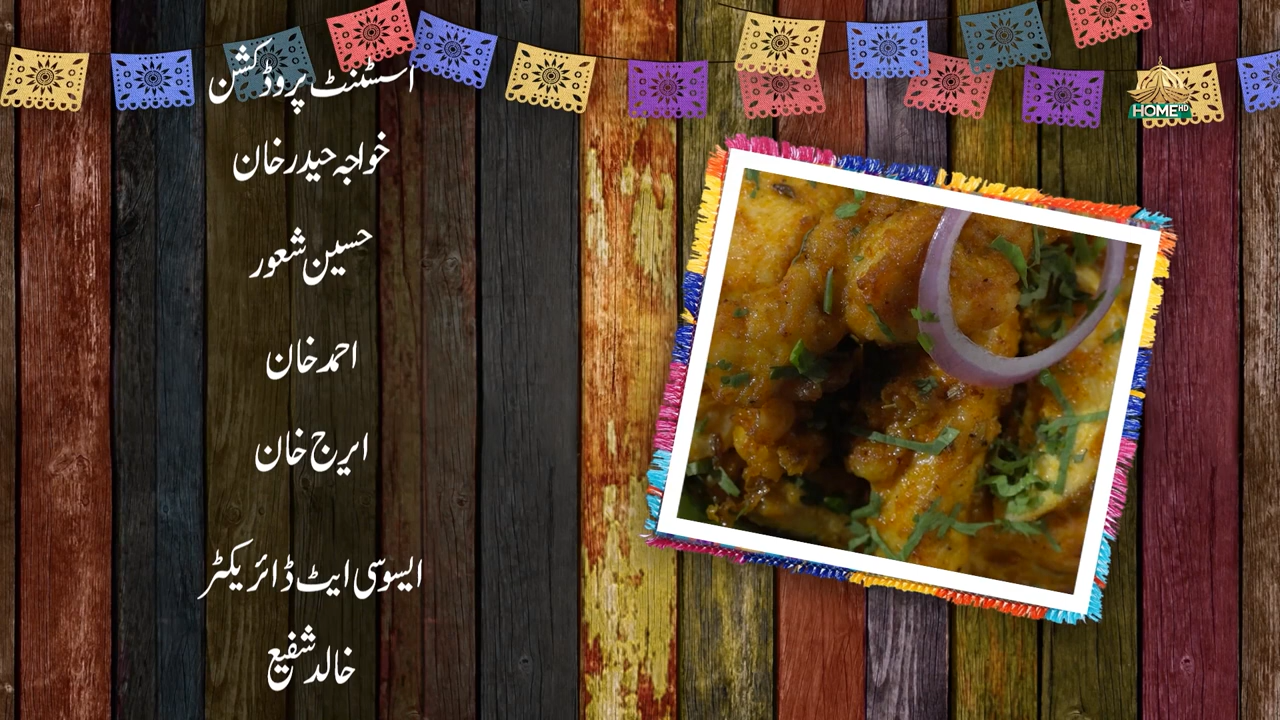 اسسٹنٹ پروڈکشن
خواجہ حیدر خان
حسین شعور
احمد خان
ایرج خان
ایسوسی ایٹ ڈائریکٹر
خالد شفیع
HOME HD